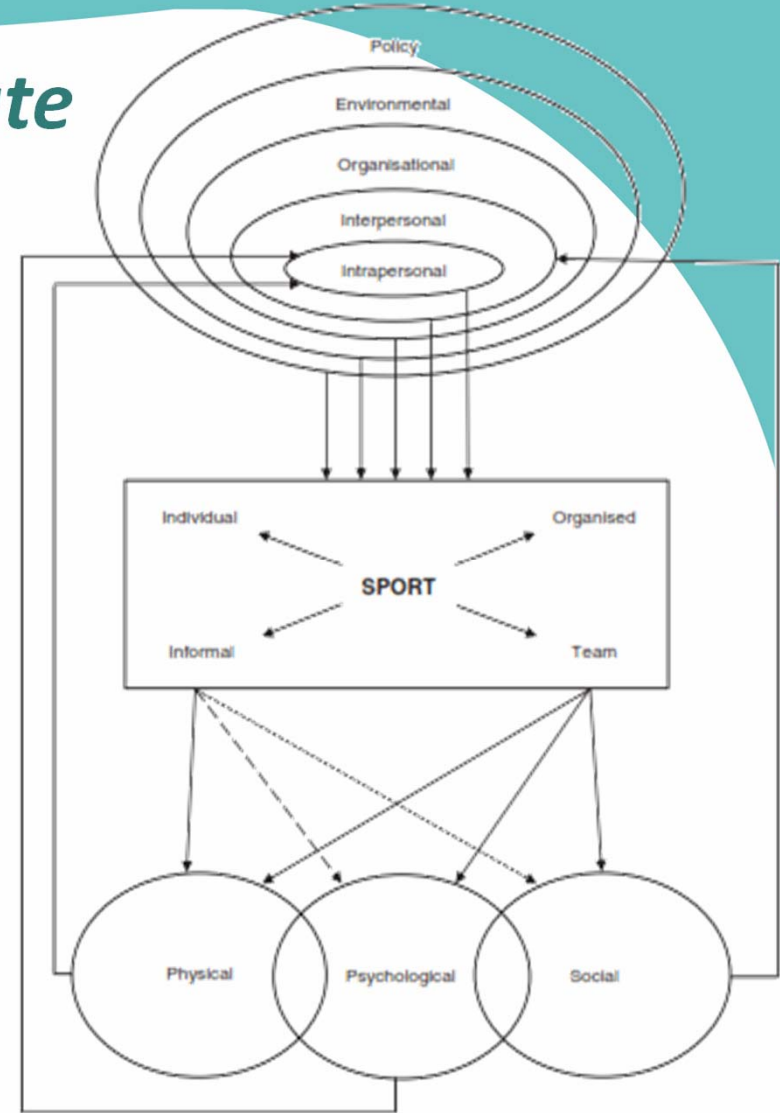 te
Policy
Environmental
Organisational
Interpersonal
Intrapersonal
Individual Organised
SPORT
Informal Team
Physical Psychological Social